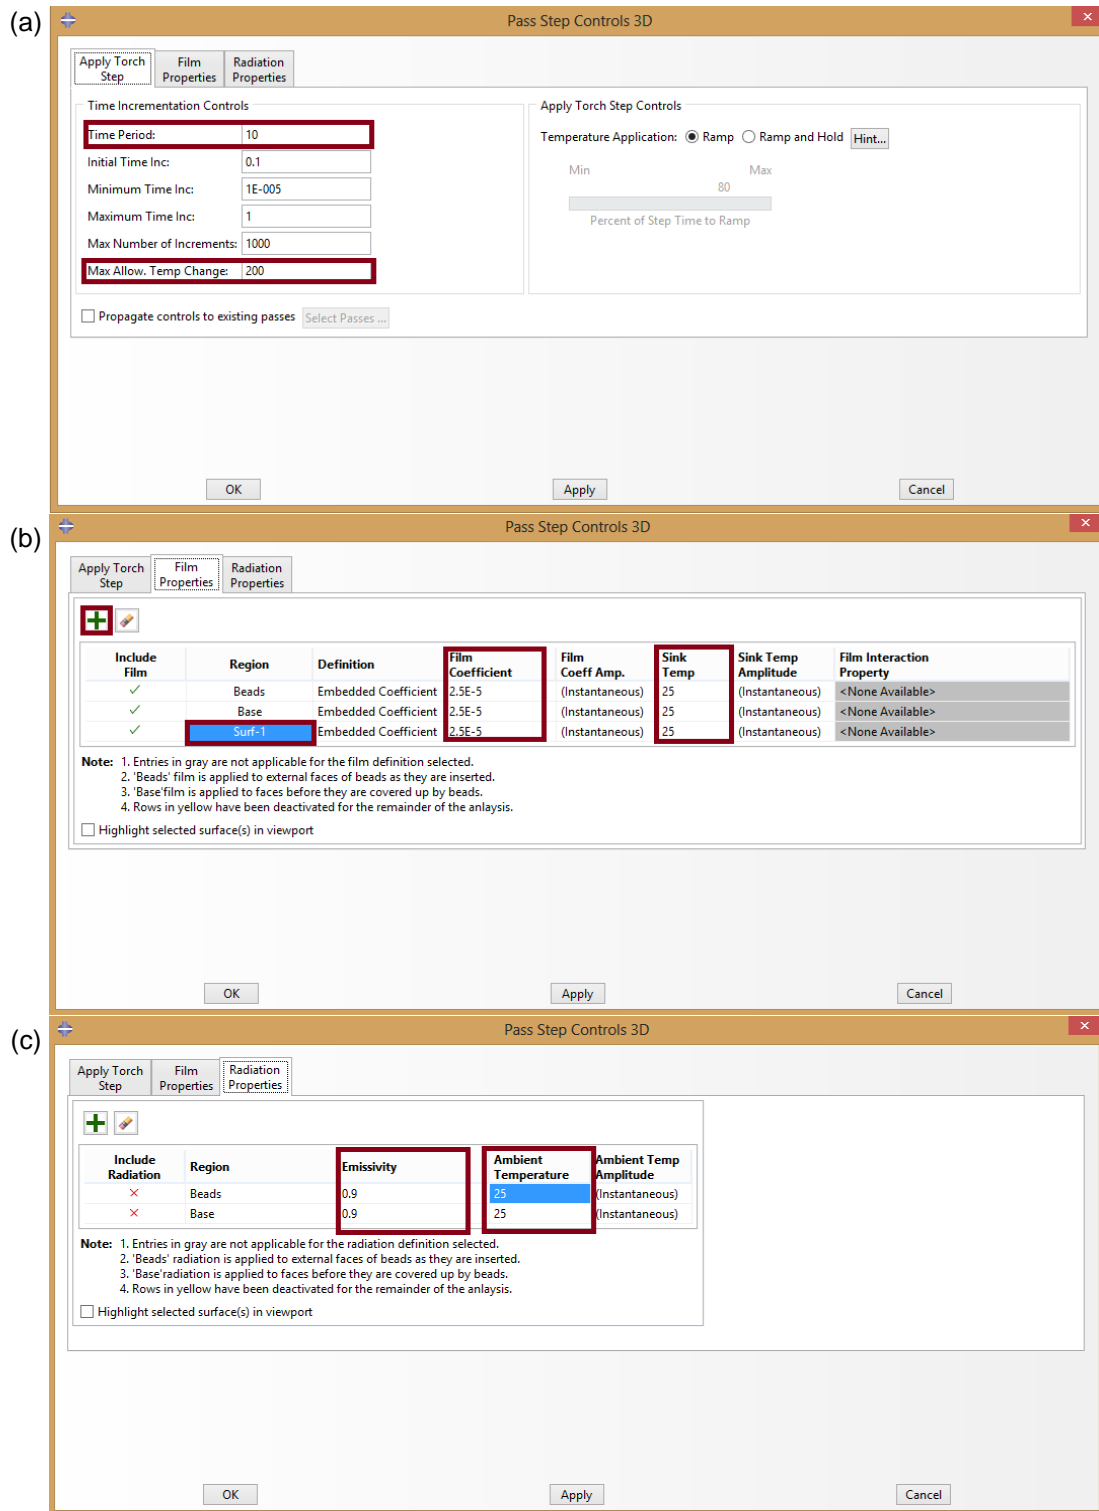 (a)
Pass Step Controls 3D
Apply Torch Step
Film Properties
Radiation Properties
Time Incrementation Controls
Time Period: 10
Initial Time Inc: 0.1
Minimum Time Inc: 1E-005
Maximum Time Inc: 1
Max Number of Increments: 1000
Max Allow. Temp Change: 200
Apply Torch Step Controls
Temperature Application: Ramp Ramp and Hold Hint...
Min Max
80
Percent of Step Time to Ramp
Propagate controls to existing passes Select Passes ...
OK Apply Cancel
(b)
Pass Step Controls 3D
Apply Torch Step
Film Properties
Radiation Properties
Include Film Region Definition Film Coefficient Film Coeff Amp. Sink Temp Sink Temp Amplitude Film Interaction Property
Beads Embedded Coefficient 2.5E-5 (Instantaneous) 25 (Instantaneous) <None Available>
Base Embedded Coefficient 2.5E-5 (Instantaneous) 25 (Instantaneous) <None Available>
Surf-1 Embedded Coefficient 2.5E-5 (Instantaneous) 25 (Instantaneous) <None Available>
Note: 1. Entries in gray are not applicable for the film definition selected.
2. 'Beads' film is applied to external faces of beads as they are inserted.
3. 'Base'film is applied to faces before they are covered up by beads.
4. Rows in yellow have been deactivated for the remainder of the anlaysis.
Highlight selected surface(s) in viewport
OK Apply Cancel
(c)
Pass Step Controls 3D
Apply Torch Step
Film Properties
Radiation Properties
Include Radiation Region Emissivity Ambient Temperature Ambient Temp Amplitude
Beads 0.9 25 (Instantaneous)
Base 0.9 25 (Instantaneous)
Note: 1. Entries in gray are not applicable for the radiation definition selected.
2. 'Beads' radiation is applied to external faces of beads as they are inserted.
3. 'Base'radiation is applied to faces before they are covered up by beads.
4. Rows in yellow have been deactivated for the remainder of the anlaysis.
Highlight selected surface(s) in viewport
OK Apply Cancel